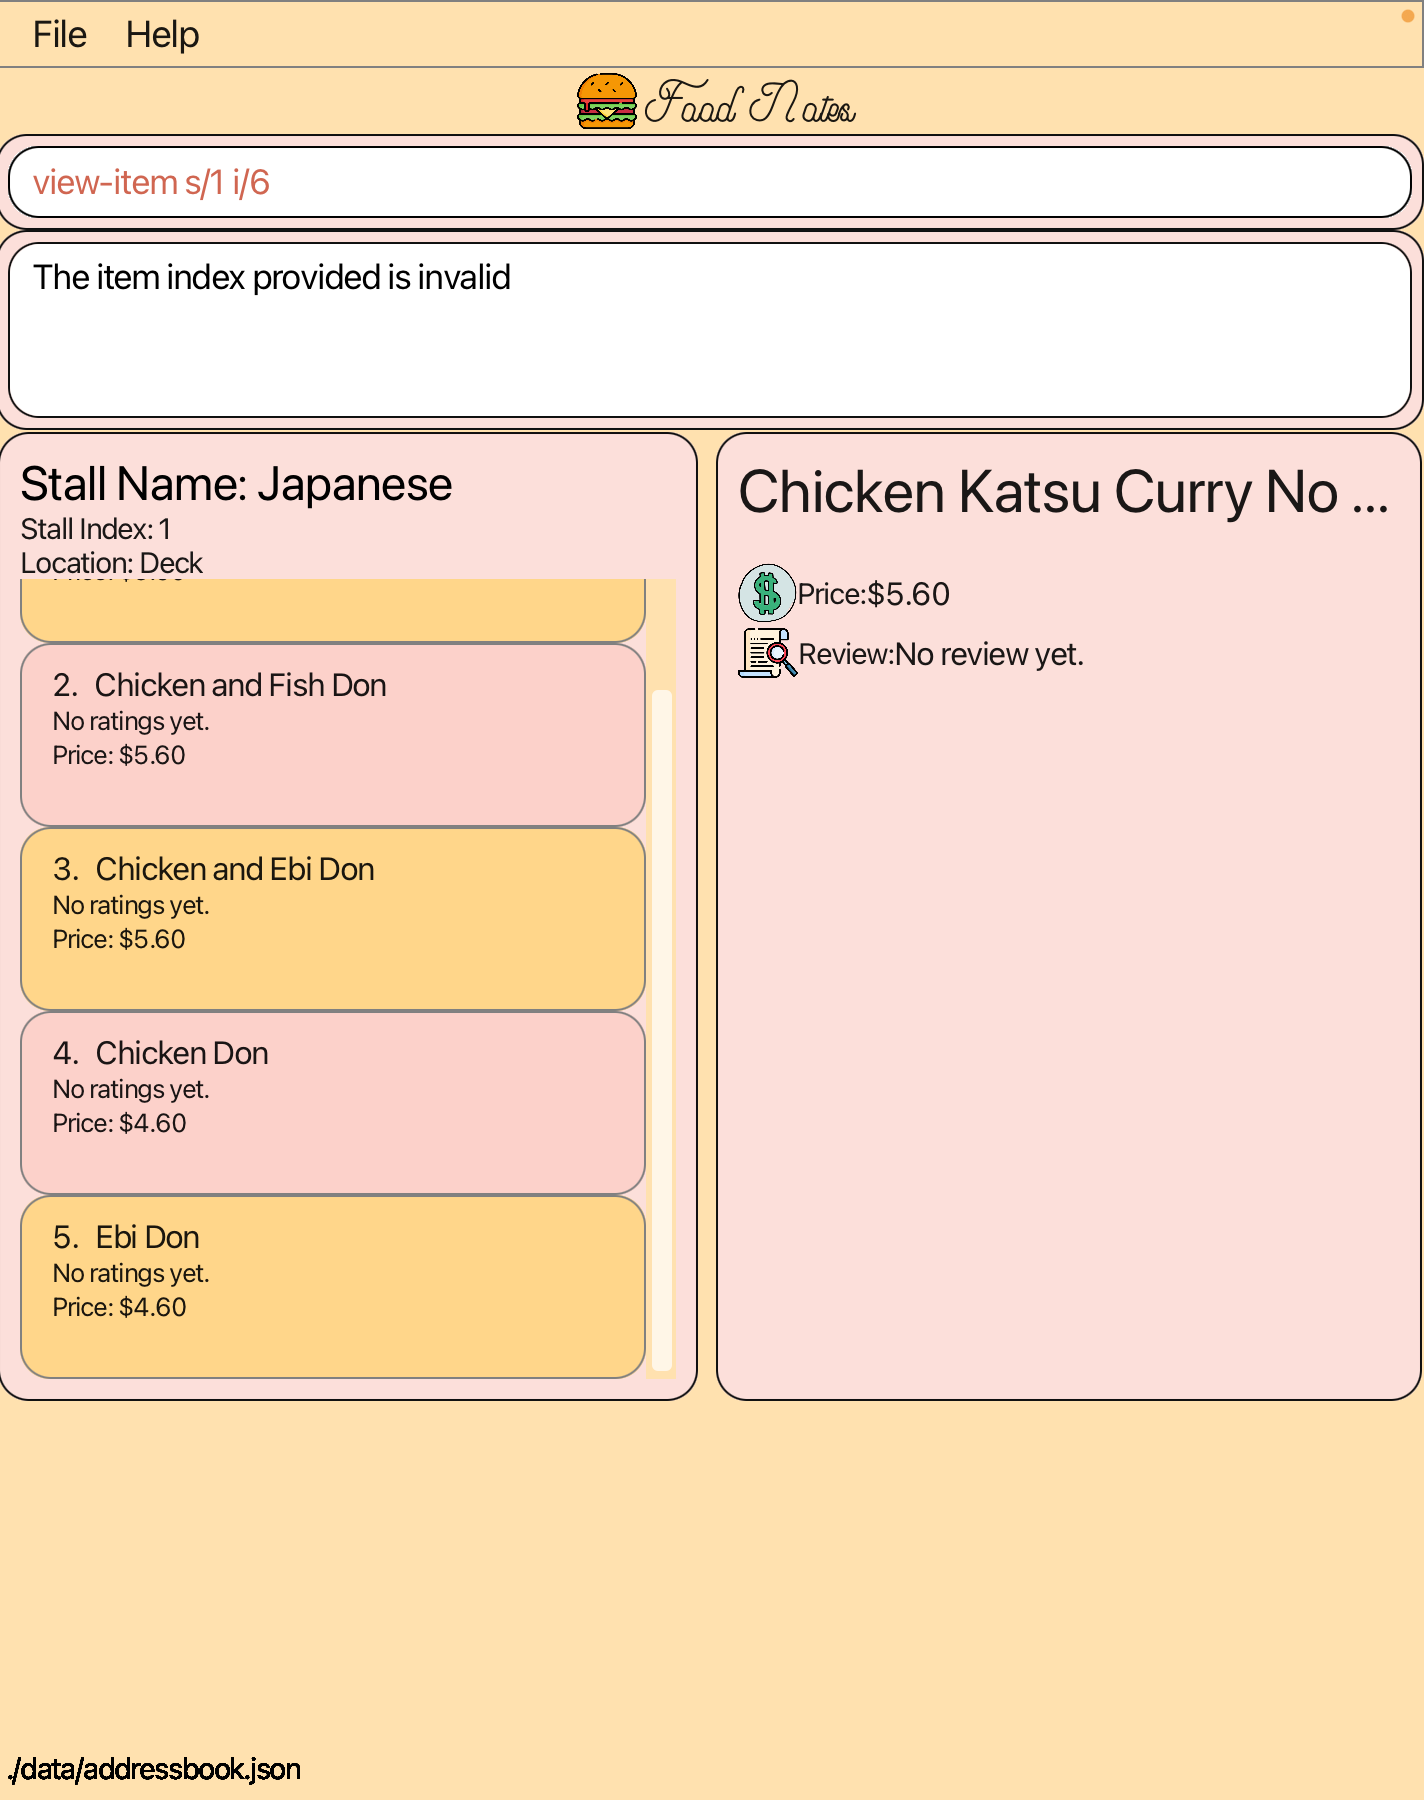 File Help
Food Notes
view-item s/1 i/6
The item index provided is invalid
Stall Name: Japanese
Stall Index: 1
Location: Deck
2. Chicken and Fish Don
No ratings yet.
Price: $5.60
3. Chicken and Ebi Don
No ratings yet.
Price: $5.60
4. Chicken Don
No ratings yet.
Price: $4.60
5. Ebi Don
No ratings yet.
Price: $4.60
Chicken Katsu Curry No ...
Price:$5.60
Review:No review yet.
./data/addressbook.json